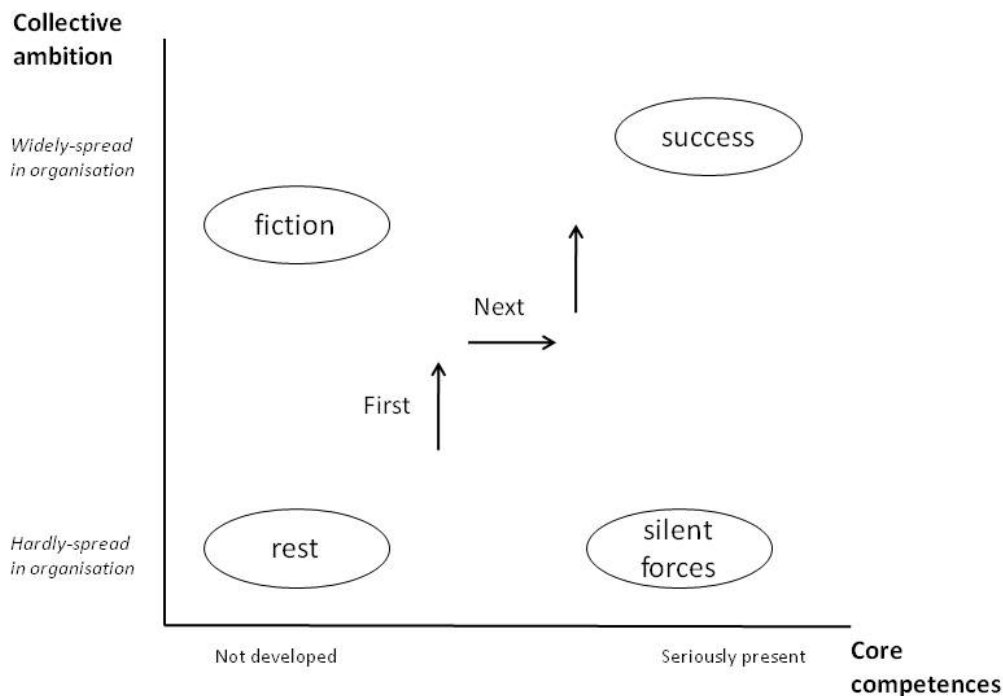 Collective
ambition
Widely-spread
in organisation
success
fiction
Next
First
Hardly-spread
in organisation
rest
silent
forces
Not developed
Seriously present
Core
competences